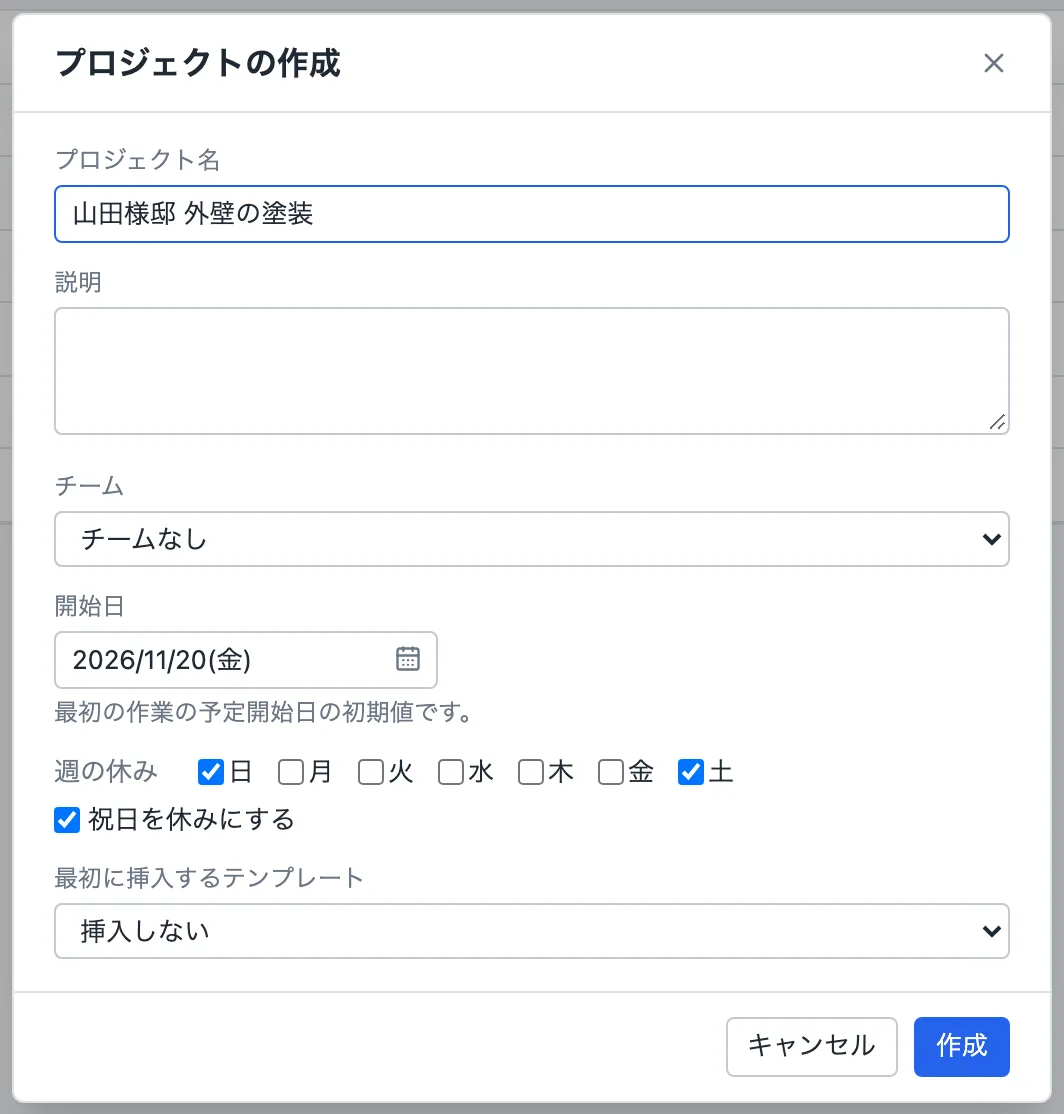 プロジェクトの作成
プロジェクト名
山田様邸 外壁の塗装
説明
チーム
チームなし
開始日
2026/11/20(金)
最初の作業の予定開始日の初期値です。
週の休み 日 月 火 水 木 金 土
祝日を休みにする
最初に挿入するテンプレート
挿入しない
キャンセル 作成